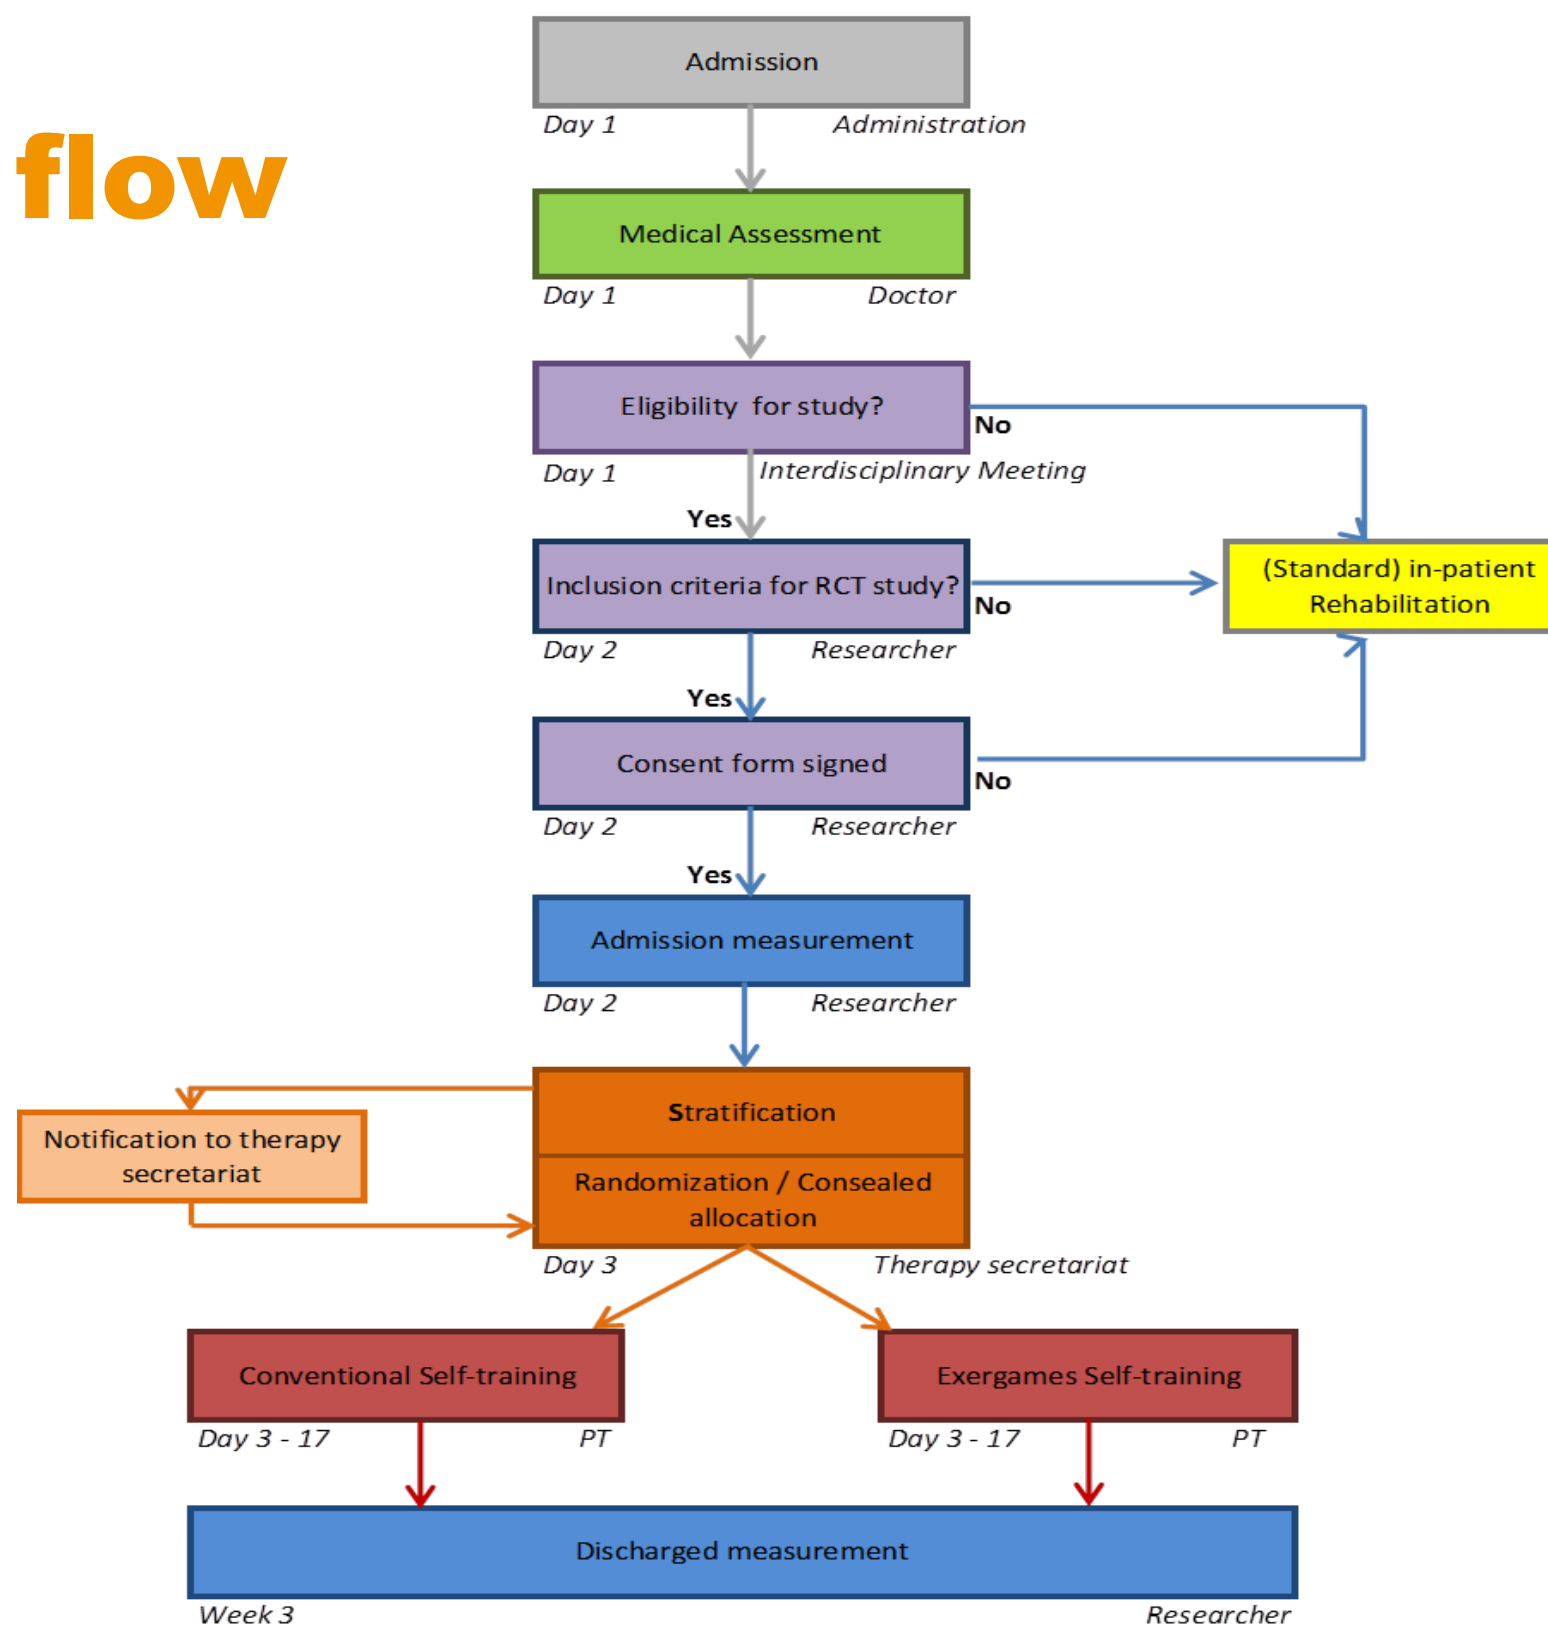 flow
Admission
Day 1 Administration
Medical Assessment
Day 1 Doctor
Eligibility for study?
No
Day 1 Interdisciplinary Meeting
Yes
Inclusion criteria for RCT study?
No
(Standard) in-patient
Rehabilitation
Day 2 Researcher
Yes
Consent form signed
No
Day 2 Researcher
Yes
Admission measurement
Day 2 Researcher
Stratification
Notification to therapy
secretariat
Randomization / Consealed
allocation
Day 3 Therapy secretariat
Conventional Self-training
Day 3 - 17 PT
Exergames Self-training
Day 3 - 17 PT
Discharged measurement
Week 3 Researcher